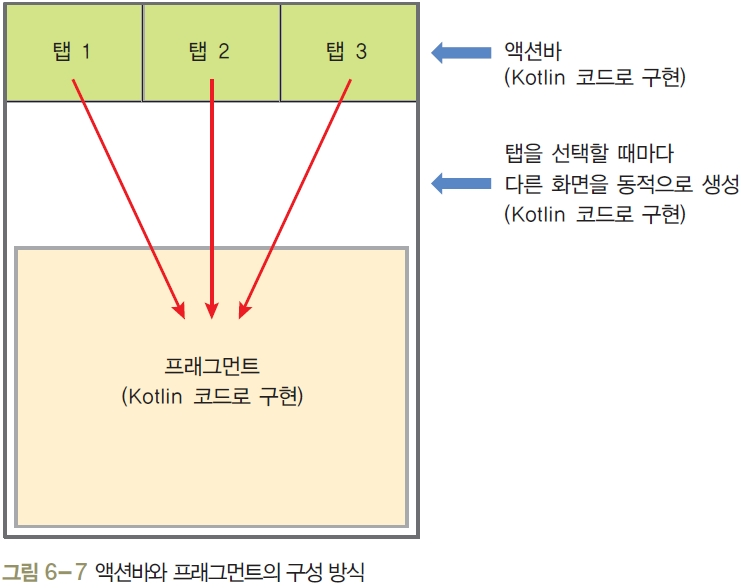 탭 1
탭 2
탭 3
액션바
(Kotlin 코드로 구현)
탭을 선택할 때마다
다른 화면을 동적으로 생성
(Kotlin 코드로 구현)
프래그먼트
(Kotlin 코드로 구현)
그림 6-7 액션바와 프래그먼트의 구성 방식